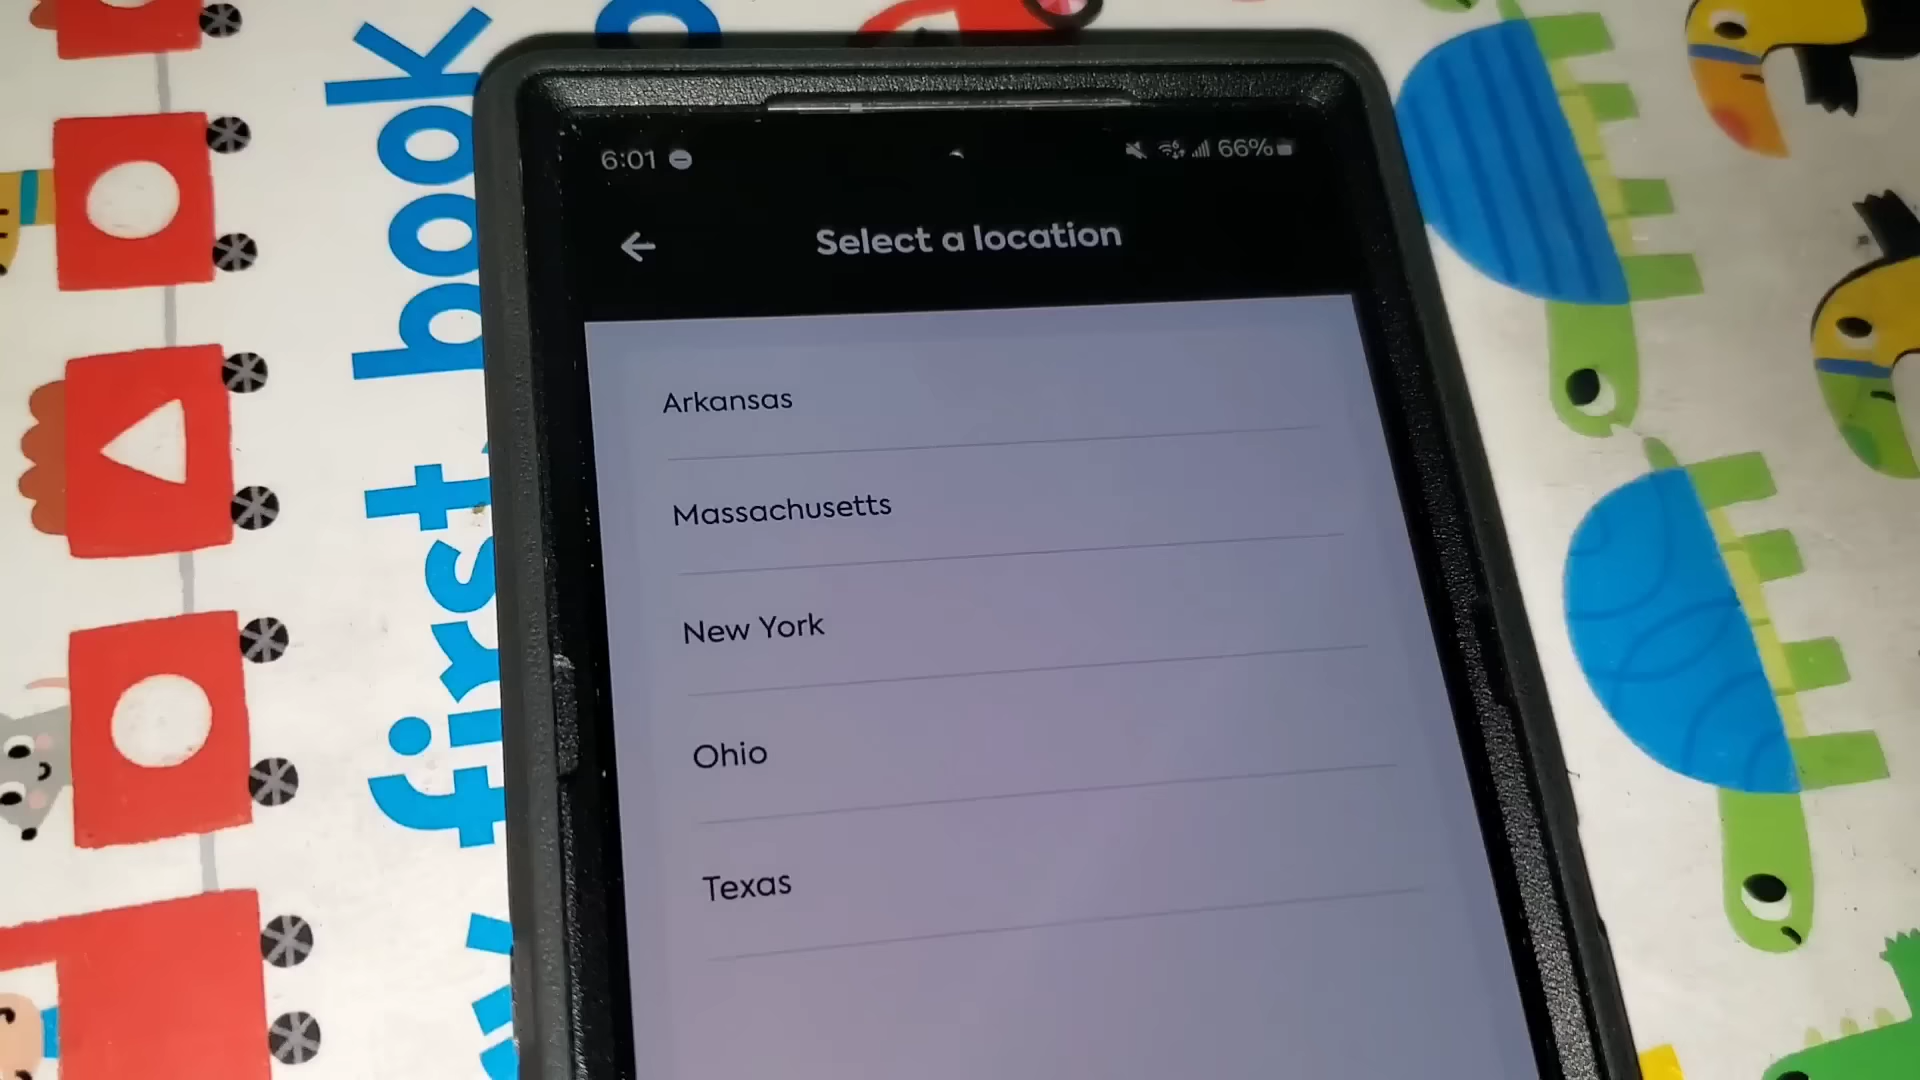 6:01
66%
Select a location
Arkansas
Massachusetts
New York
Ohio
Texas
first
book